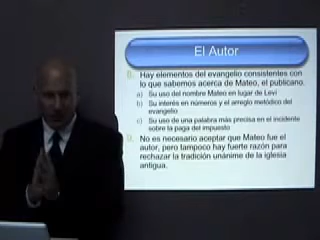 El Autor
Hay elementos del evangelio consistentes con
lo que sabemos acerca de Mateo, el publicano.
a) Su uso del nombre Mateo en lugar de Levi
b) Su interés en números y el arreglo metódico del
evangelio
c) Su uso de una palabra más precisa en el incidente
sobre la paga del impuesto
No es necesario aceptar que Mateo fue el
autor, pero tampoco hay fuerte razón para
rechazar la tradición unánime de la iglesia
antigua.